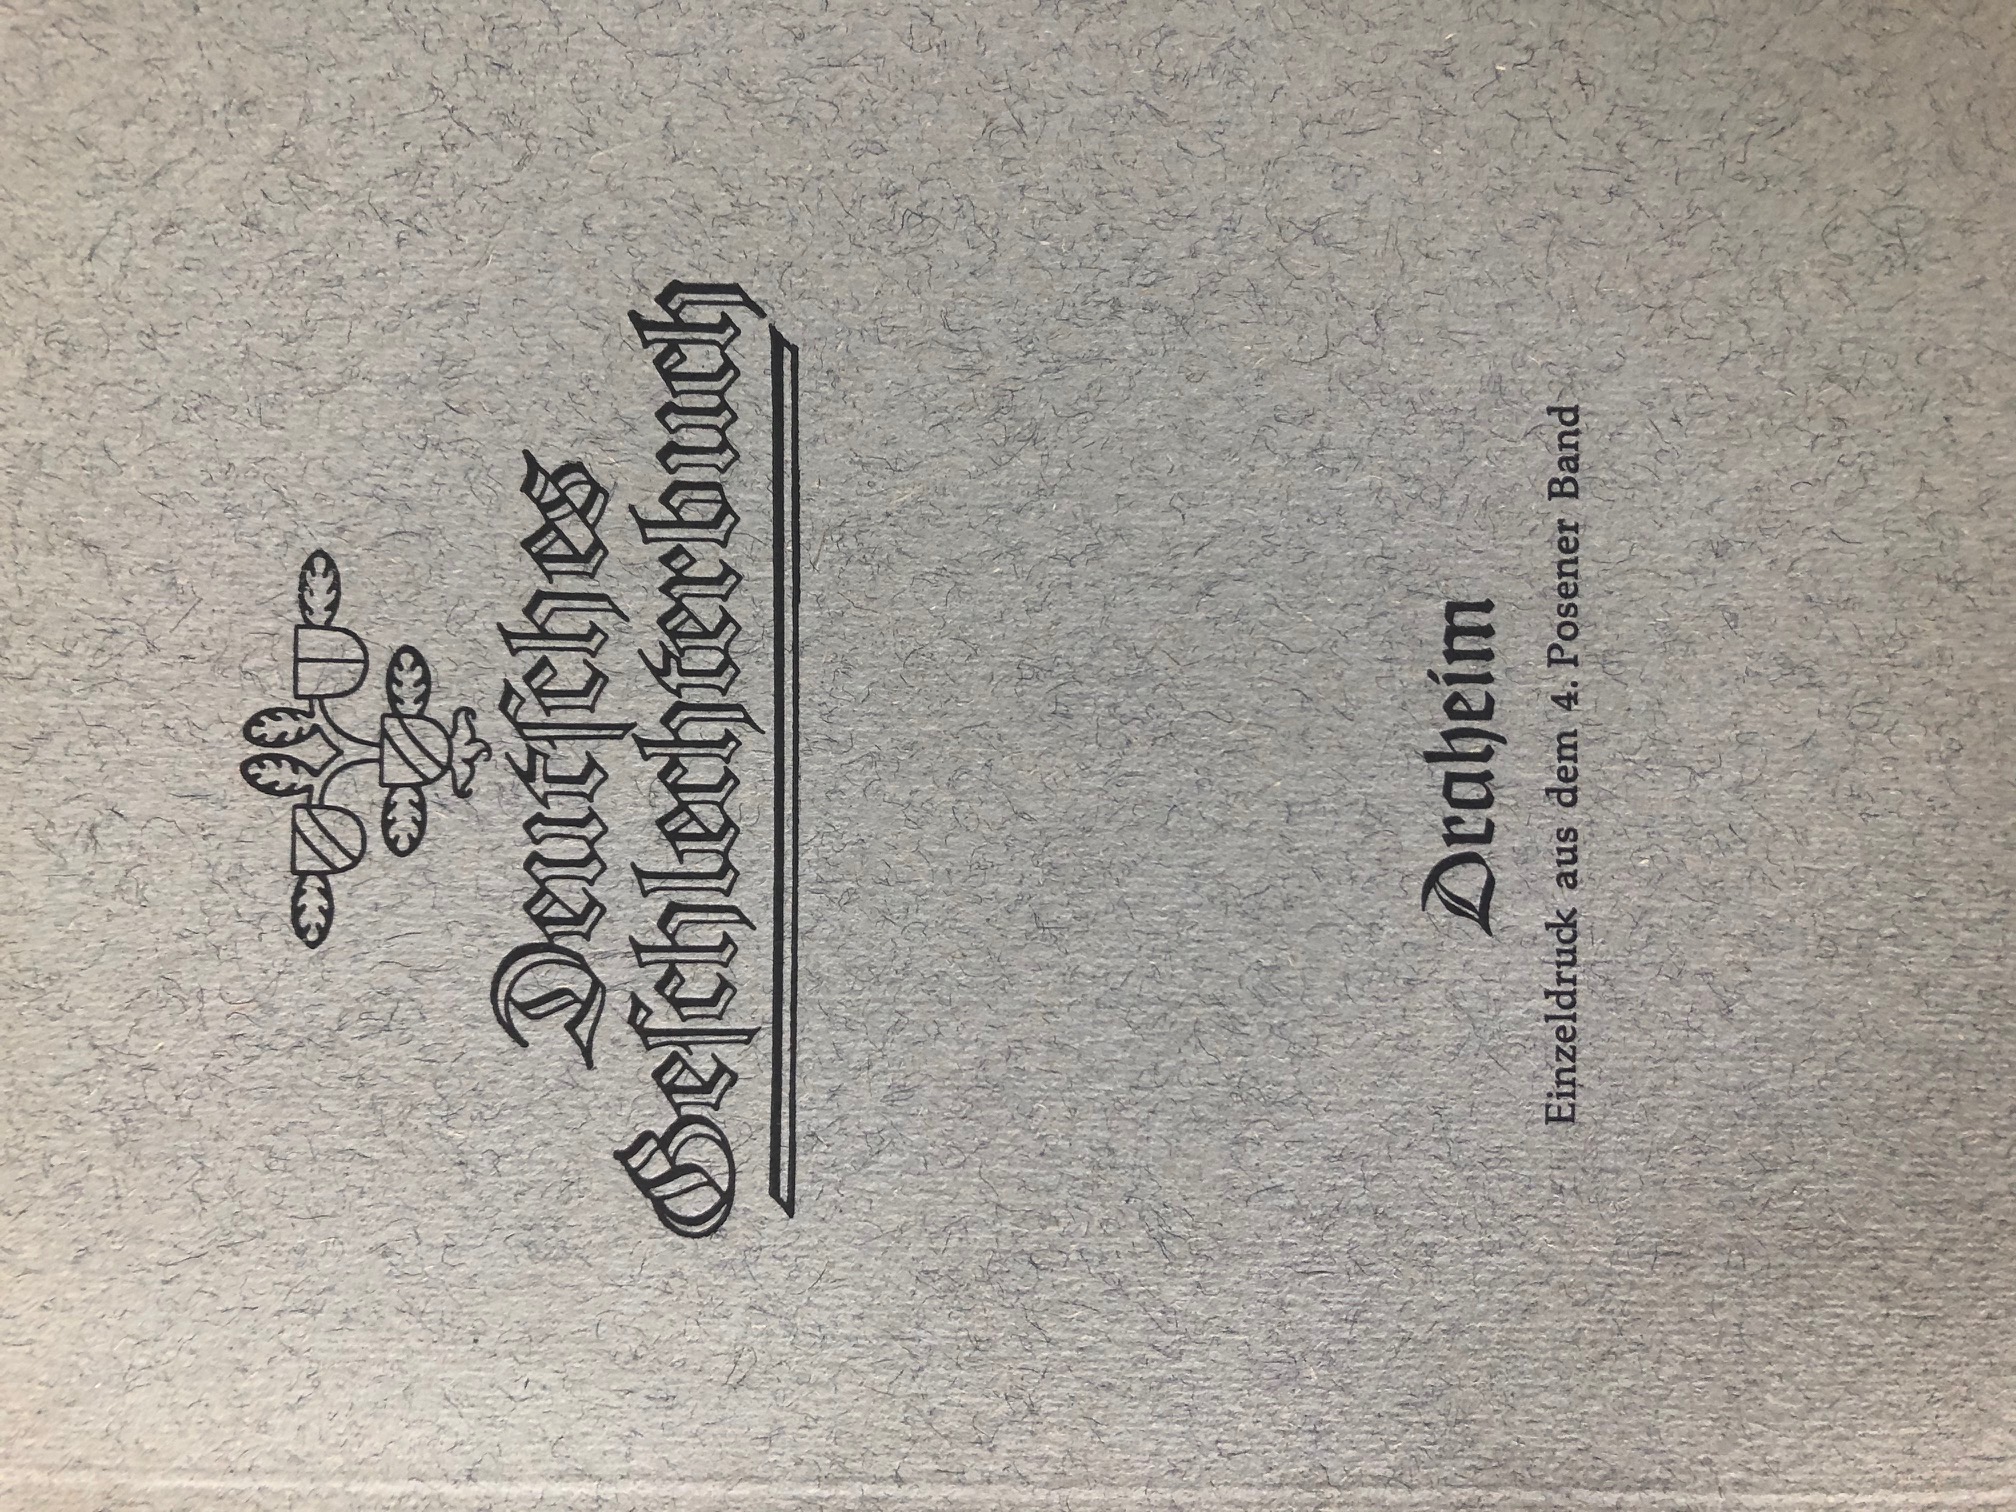 Deutſches
Geſchlechterbuch
Draheim
Einzeldruck aus dem 4. Posener Band